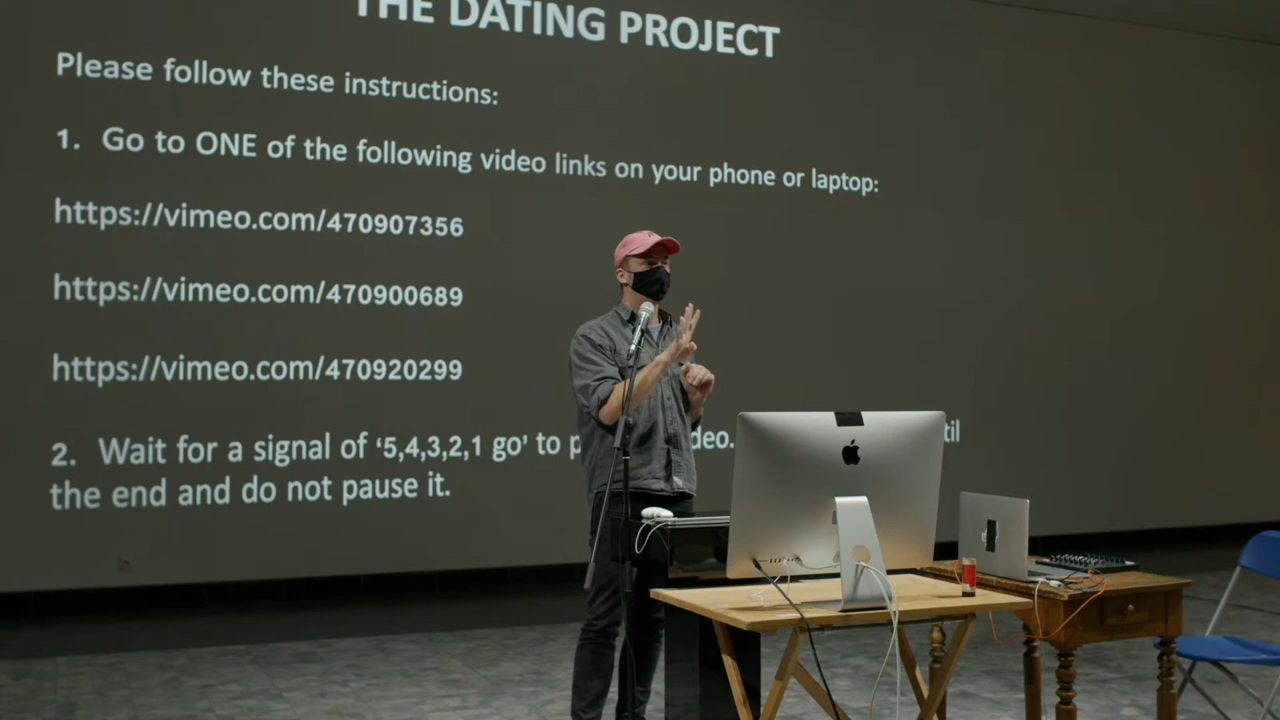 THE DATING PROJECT
Please follow these instructions:
1. Go to ONE of the following video links on your phone or laptop:
https://vimeo.com/470907356
https://vimeo.com/470900689
https://vimeo.com/470920299
2. Wait for a signal of ‘5,4,3,2,1 go’ to
the end and do not pause it.